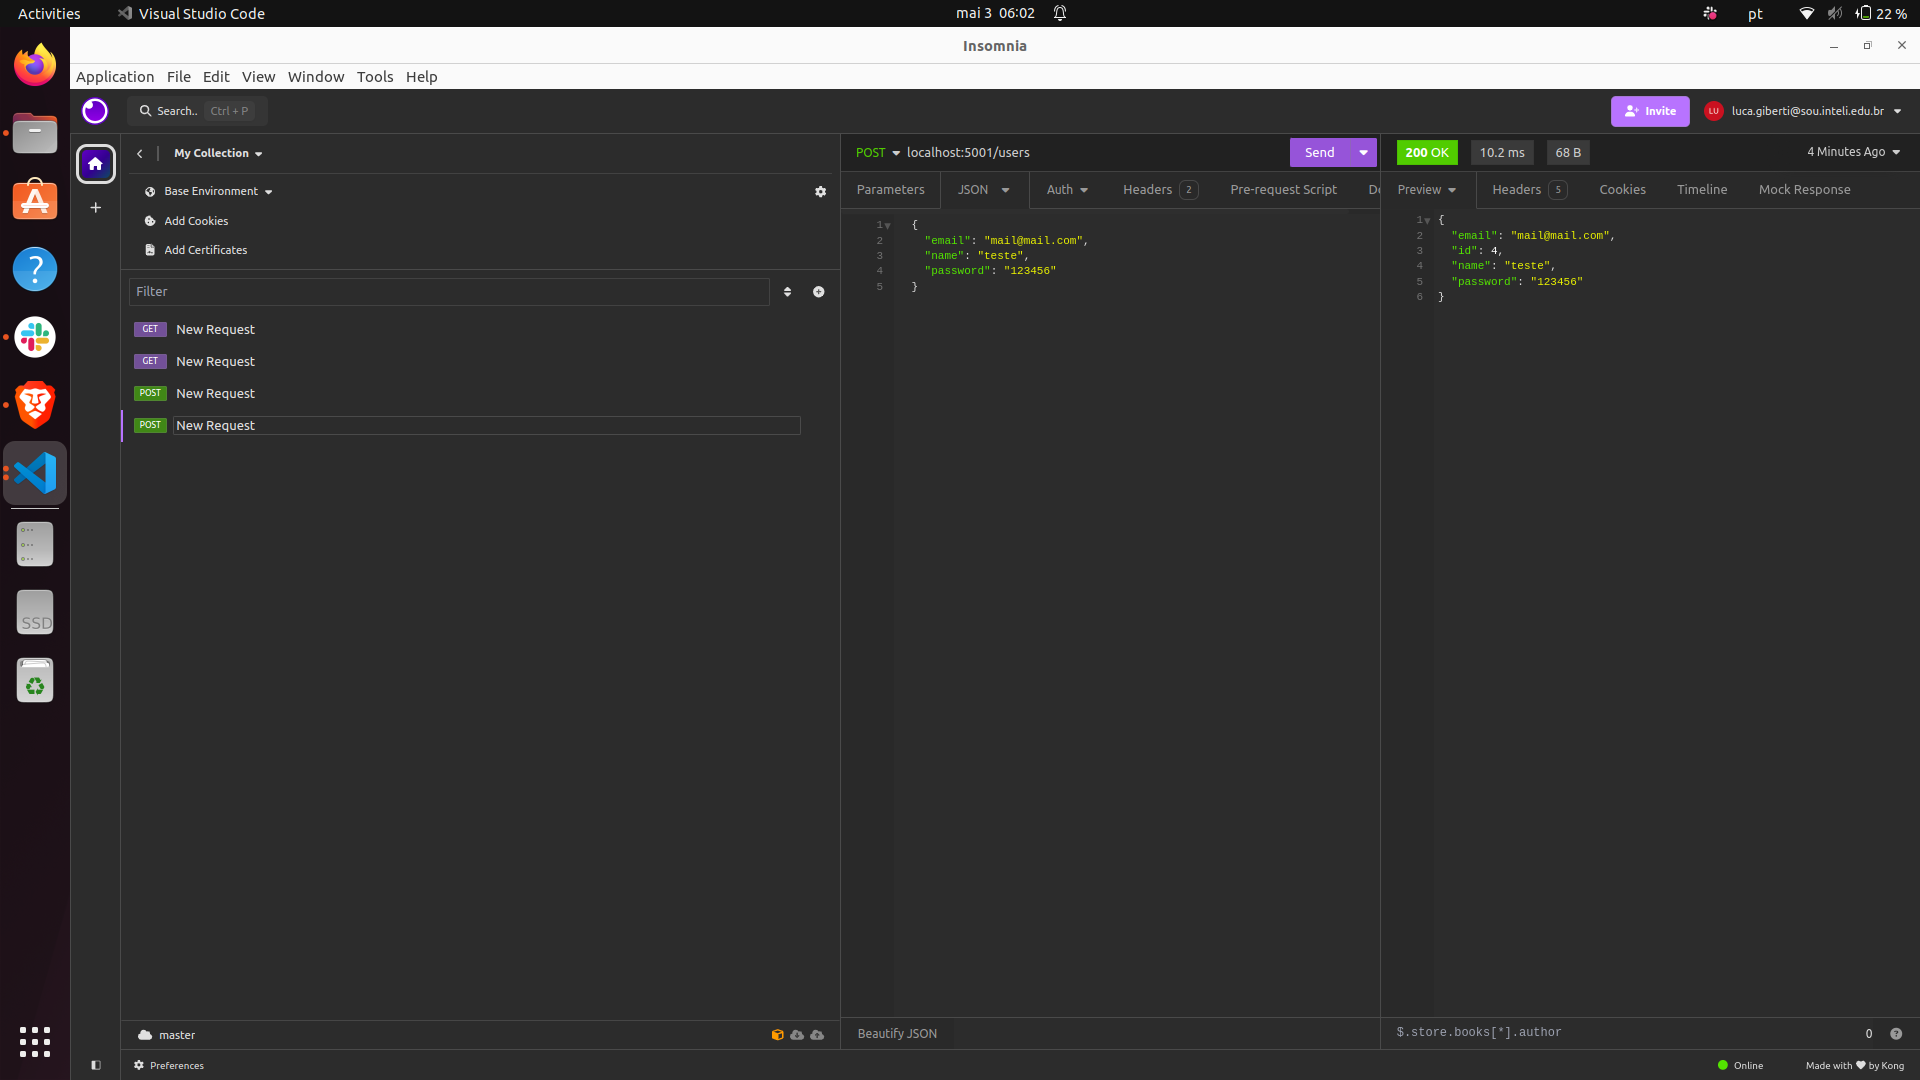 Activities
Visual Studio Code
mai 3 06:02
pt
22 %
Insomnia
Application File Edit View Window Tools Help
Search.. Ctrl + P
Invite
LU
luca.giberti@sou.inteli.edu.br
My Collection
Base Environment
Add Cookies
Add Certificates
Filter
GET New Request
GET New Request
POST New Request
POST New Request
master
Preferences
POST localhost:5001/users
Send
Parameters JSON Auth Headers 2 Pre-request Script
1 {
2 "email": "mail@mail.com",
3 "name": "teste",
4 "password": "123456"
5 }
Beautify JSON
200 OK 10.2 ms 68 B
4 Minutes Ago
Preview Headers 5 Cookies Timeline Mock Response
1 {
2 "email": "mail@mail.com",
3 "id": 4,
4 "name": "teste",
5 "password": "123456"
6 }
$.store.books[*].author
0
Online
Made with ♥ by Kong
SSD